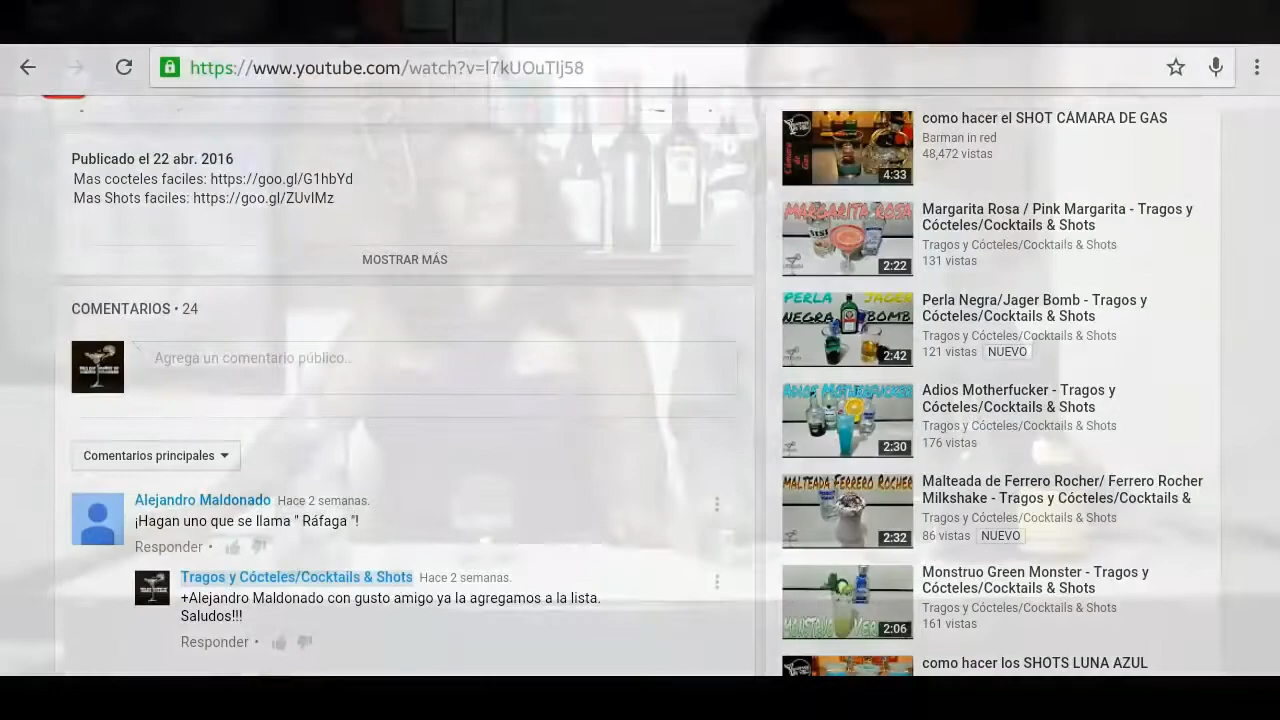 https://www.youtube.com/watch?v=l7kUOuTIj58
Publicado el 22 abr. 2016
Mas cocteles faciles: https://goo.gl/G1hbYd
Mas Shots faciles: https://goo.gl/ZUvlMz
MOSTRAR MÁS
COMENTARIOS • 24
Agrega un comentario público...
Comentarios principales
Alejandro Maldonado Hace 2 semanas.
¡Hagan uno que se llama " Ráfaga "!
Responder •
Tragos y Cócteles/Cocktails & Shots Hace 2 semanas.
+Alejandro Maldonado con gusto amigo ya la agregamos a la lista.
Saludos!!!
Responder •
Cámara
de
Gas
4:33
como hacer el SHOT CÁMARA DE GAS
Barman in red
48,472 vistas
MARGARITA ROSA
2:22
Margarita Rosa / Pink Margarita - Tragos y
Cócteles/Cocktails & Shots
Tragos y Cócteles/Cocktails & Shots
131 vistas
PERLA JAGER
NEGRA BOMB
2:42
Perla Negra/Jager Bomb - Tragos y
Cócteles/Cocktails & Shots
Tragos y Cócteles/Cocktails & Shots
121 vistas NUEVO
ADIOS MOTHERFUCKER
2:30
Adios Motherfucker - Tragos y
Cócteles/Cocktails & Shots
Tragos y Cócteles/Cocktails & Shots
176 vistas
MALTEADA FERRERO ROCHER
2:32
Malteada de Ferrero Rocher/ Ferrero Rocher
Milkshake - Tragos y Cócteles/Cocktails &
Tragos y Cócteles/Cocktails & Shots
86 vistas NUEVO
2:06
Monstruo Green Monster - Tragos y
Cócteles/Cocktails & Shots
Tragos y Cócteles/Cocktails & Shots
161 vistas
como hacer los SHOTS LUNA AZUL